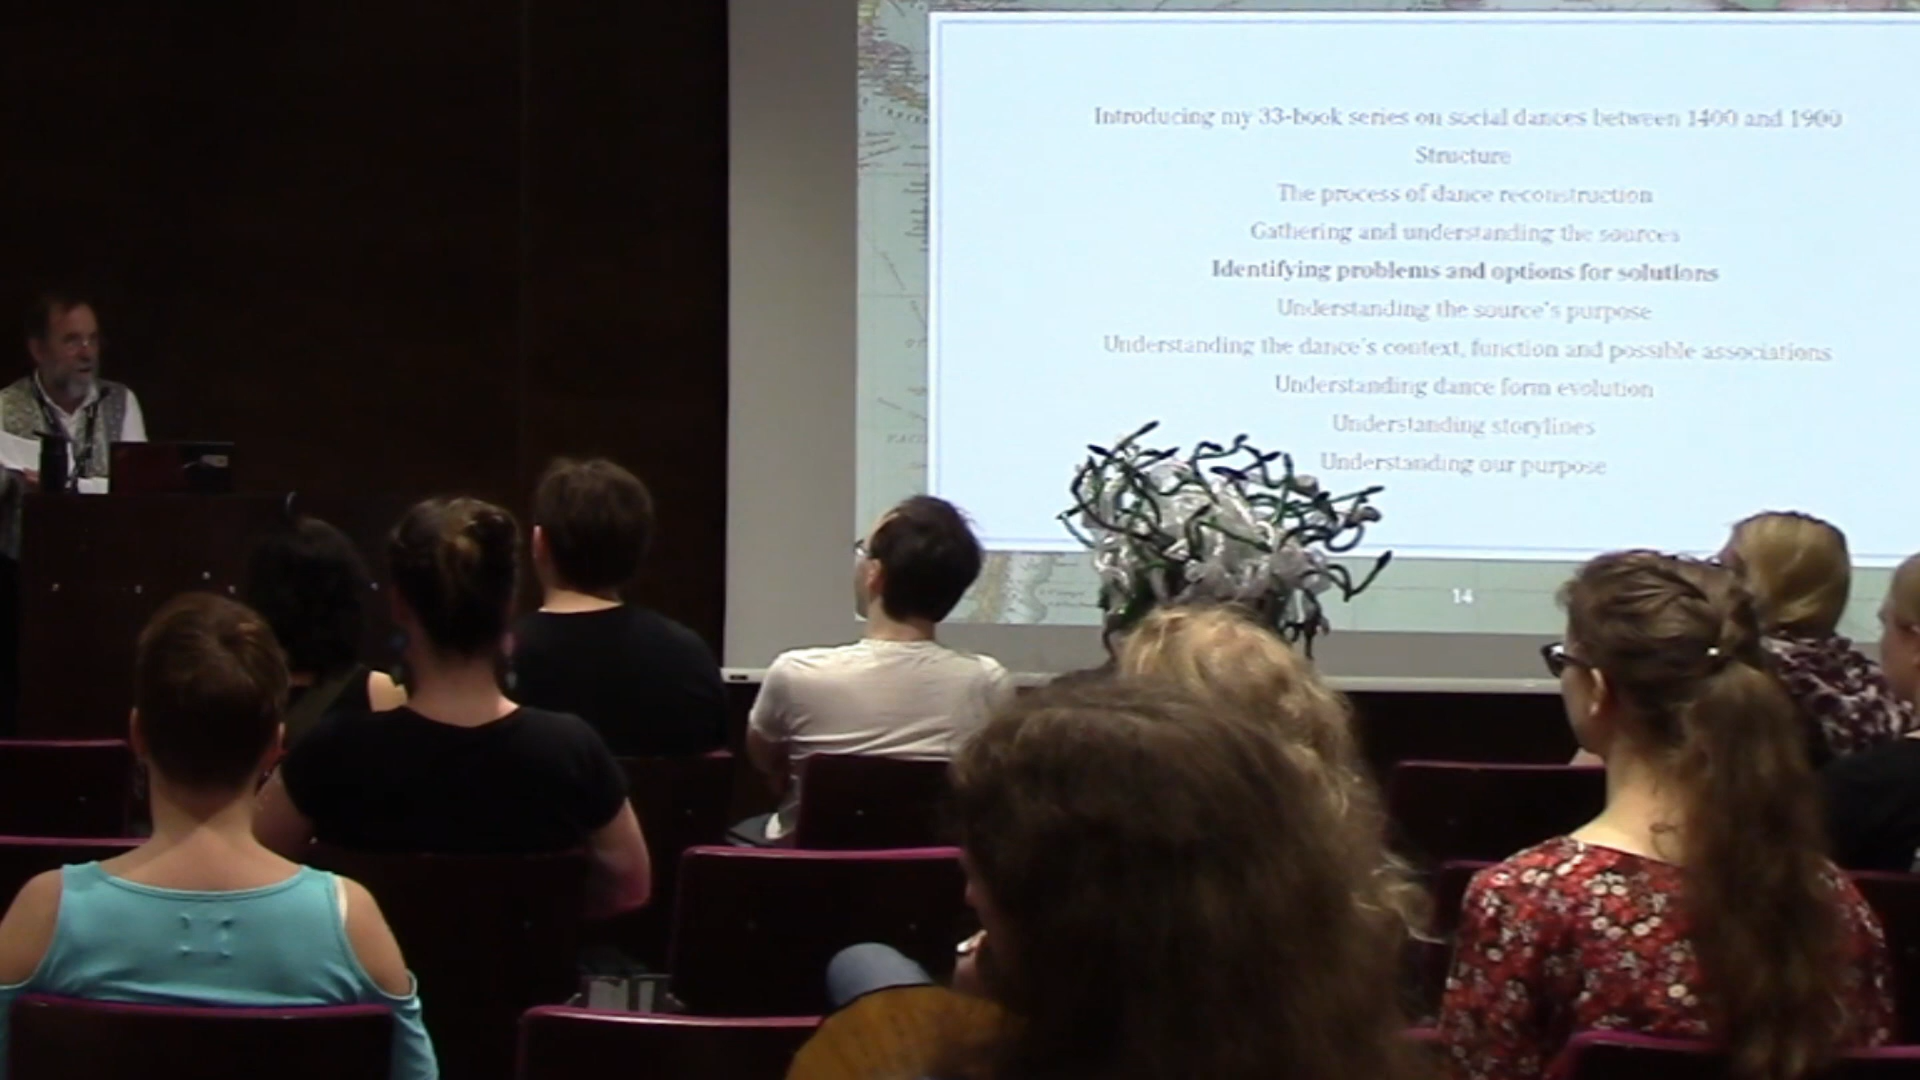 Introducing my 33-book series on social dances between 1400 and 1900
Structure
The process of dance reconstruction
Gathering and understanding the sources
Identifying problems and options for solutions
Understanding the source's purpose
Understanding the dance's context, function and possible associations
Understanding dance form evolution
Understanding storylines
Understanding our purpose
14